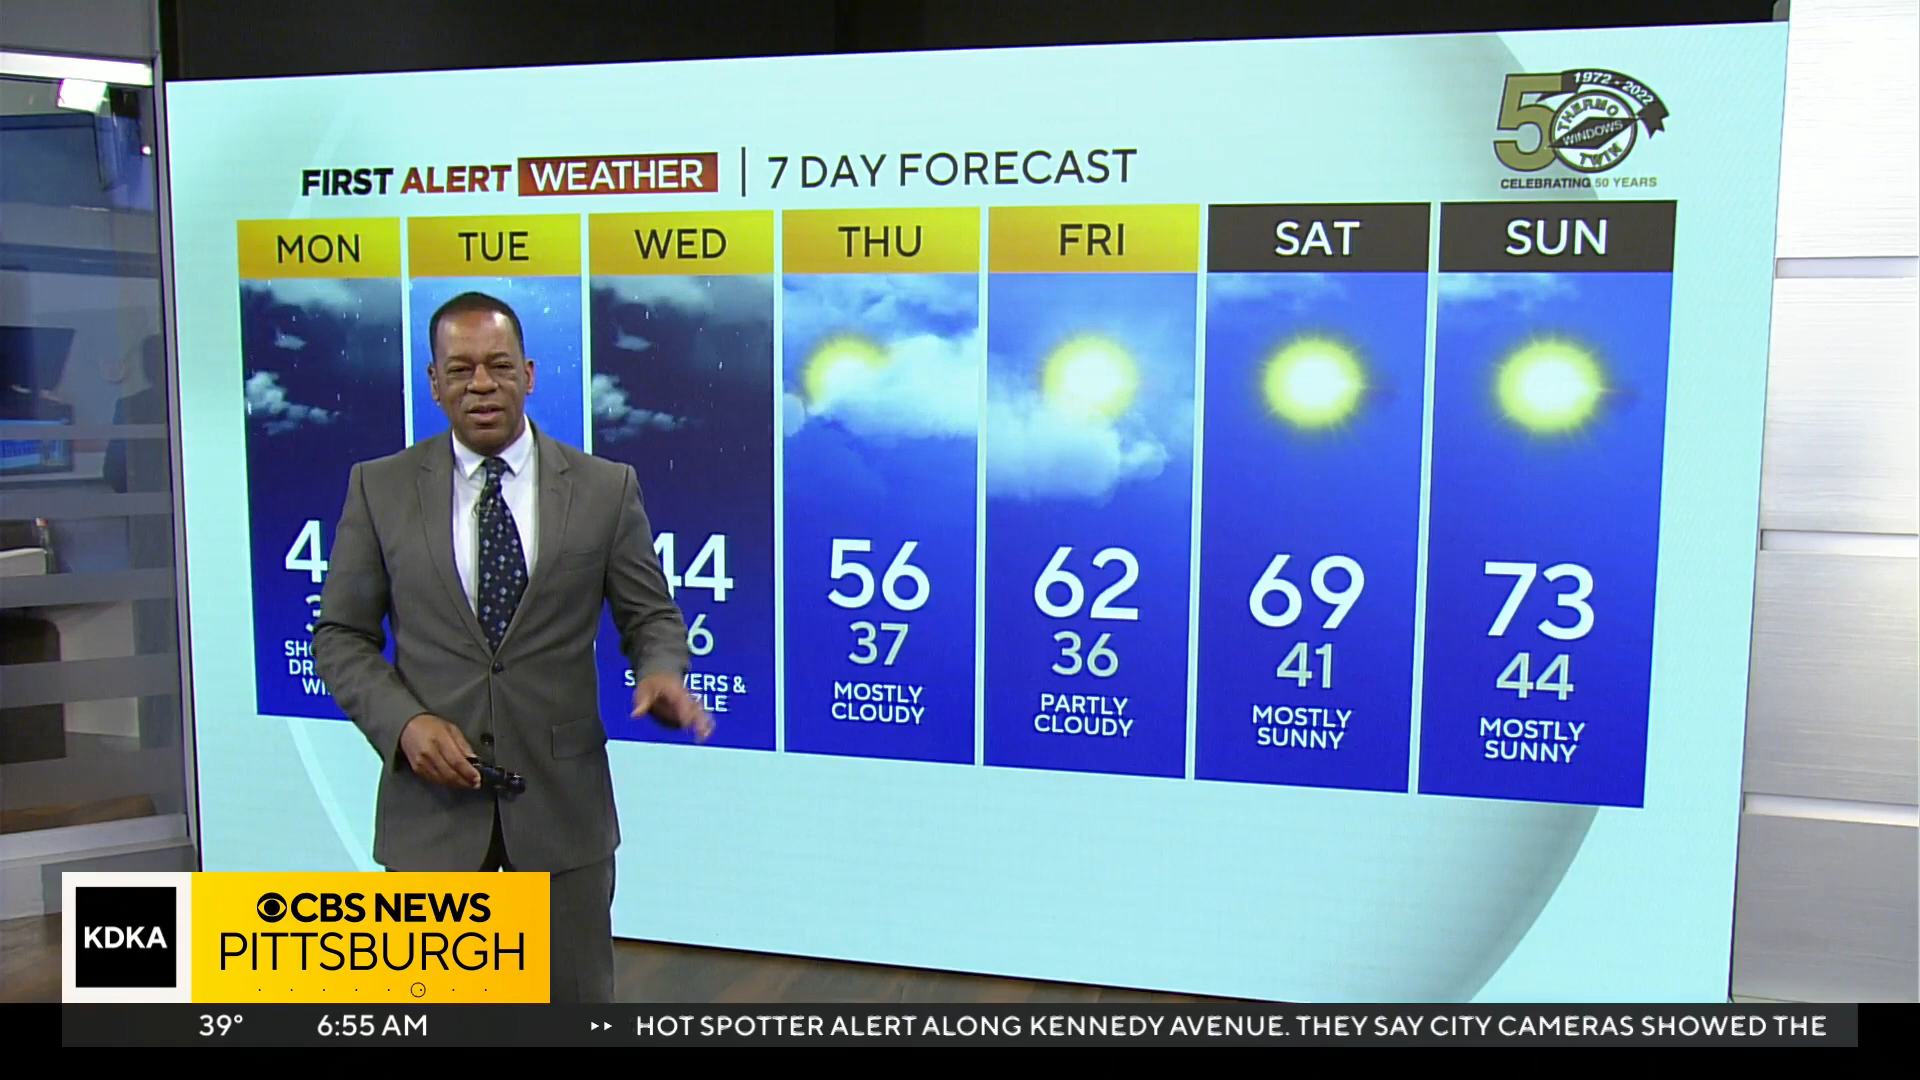 1972 - 2022
50
THERMO
WINDOWS
TWIN
CELEBRATING 50 YEARS
FIRST ALERT WEATHER | 7 DAY FORECAST
MON TUE WED THU FRI SAT SUN
44 56 62 69 73
37 36 41 44
MOSTLY
CLOUDY
PARTLY
CLOUDY
MOSTLY
SUNNY
MOSTLY
SUNNY
KDKA
CBS NEWS
PITTSBURGH
39° 6:55 AM HOT SPOTTER ALERT ALONG KENNEDY AVENUE. THEY SAY CITY CAMERAS SHOWED THE